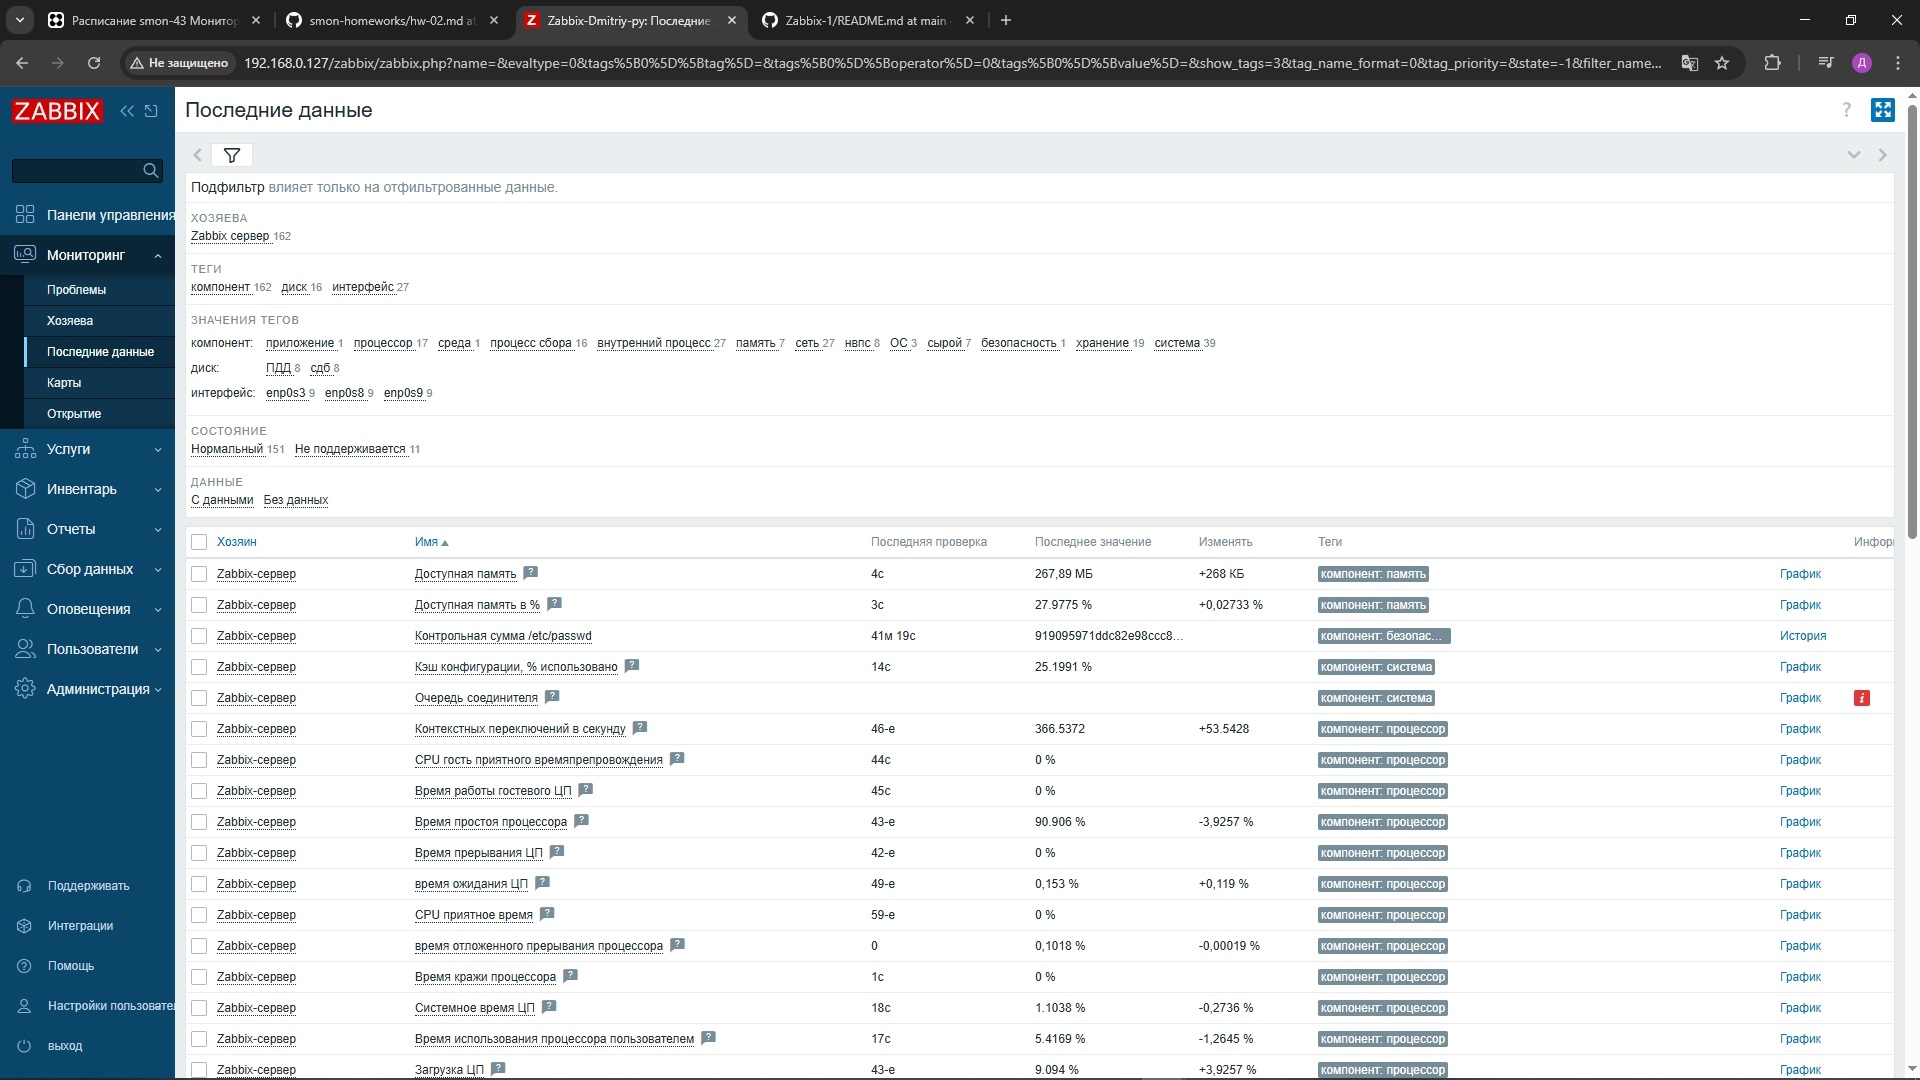 Расписание smon-43 Монитор
smon-homeworks/hw-02.md at
Zabbix-Dmitriy-py: Последние
Zabbix-1/README.md at main
Не защищено
192.168.0.127/zabbix/zabbix.php?name=&evaltype=0&tags%5B0%5D%5Btag%5D=&tags%5B0%5D%5Boperator%5D=0&tags%5B0%5D%5Bvalue%5D=&show_tags=3&tag_name_format=0&tag_priority=&state=-1&filter_name...
Д
ZABBIX
Панели управления
Мониторинг
Проблемы
Хозяева
Последние данные
Карты
Открытие
Услуги
Инвентарь
Отчеты
Сбор данных
Оповещения
Пользователи
Администрация
Поддерживать
Интеграции
Помощь
Настройки пользовател
выход
Последние данные
Подфильтр влияет только на отфильтрованные данные.
ХОЗЯЕВА
Zabbix сервер 162
ТЕГИ
компонент 162 диск 16 интерфейс 27
ЗНАЧЕНИЯ ТЕГОВ
компонент: приложение 1 процессор 17 среда 1 процесс сбора 16 внутренний процесс 27 память 7 сеть 27 нвпс 8 ОС 3 сырой 7 безопасность 1 хранение 19 система 39
диск: ПДД 8 сдб 8
интерфейс: enp0s3 9 enp0s8 9 enp0s9 9
СОСТОЯНИЕ
Нормальный 151 Не поддерживается 11
ДАННЫЕ
С данными Без данных
Хозяин Имя Последняя проверка Последнее значение Изменять Теги Инфор
Zabbix-сервер Доступная память ? 4с 267,89 МБ +268 КБ компонент: память График
Zabbix-сервер Доступная память в % ? 3с 27.9775 % +0,02733 % компонент: память График
Zabbix-сервер Контрольная сумма /etc/passwd 41м 19с 919095971ddc82e98ccc8... компонент: безопас... История
Zabbix-сервер Кэш конфигурации, % использовано ? 14с 25.1991 % компонент: система График
Zabbix-сервер Очередь соединителя ? компонент: система График i
Zabbix-сервер Контекстных переключений в секунду ? 46-е 366.5372 +53.5428 компонент: процессор График
Zabbix-сервер CPU гость приятного времяпрепровождения ? 44с 0 % компонент: процессор График
Zabbix-сервер Время работы гостевого ЦП ? 45с 0 % компонент: процессор График
Zabbix-сервер Время простоя процессора ? 43-е 90.906 % -3,9257 % компонент: процессор График
Zabbix-сервер Время прерывания ЦП ? 42-е 0 % компонент: процессор График
Zabbix-сервер время ожидания ЦП ? 49-е 0,153 % +0,119 % компонент: процессор График
Zabbix-сервер CPU приятное время ? 59-е 0 % компонент: процессор График
Zabbix-сервер время отложенного прерывания процессора ? 0 0,1018 % -0,00019 % компонент: процессор График
Zabbix-сервер Время кражи процессора ? 1с 0 % компонент: процессор График
Zabbix-сервер Системное время ЦП ? 18с 1.1038 % -0,2736 % компонент: процессор График
Zabbix-сервер Время использования процессора пользователем ? 17с 5.4169 % -1,2645 % компонент: процессор График
Zabbix-сервер Загрузка ЦП ? 43-е 9.094 % +3,9257 % компонент: процессор График